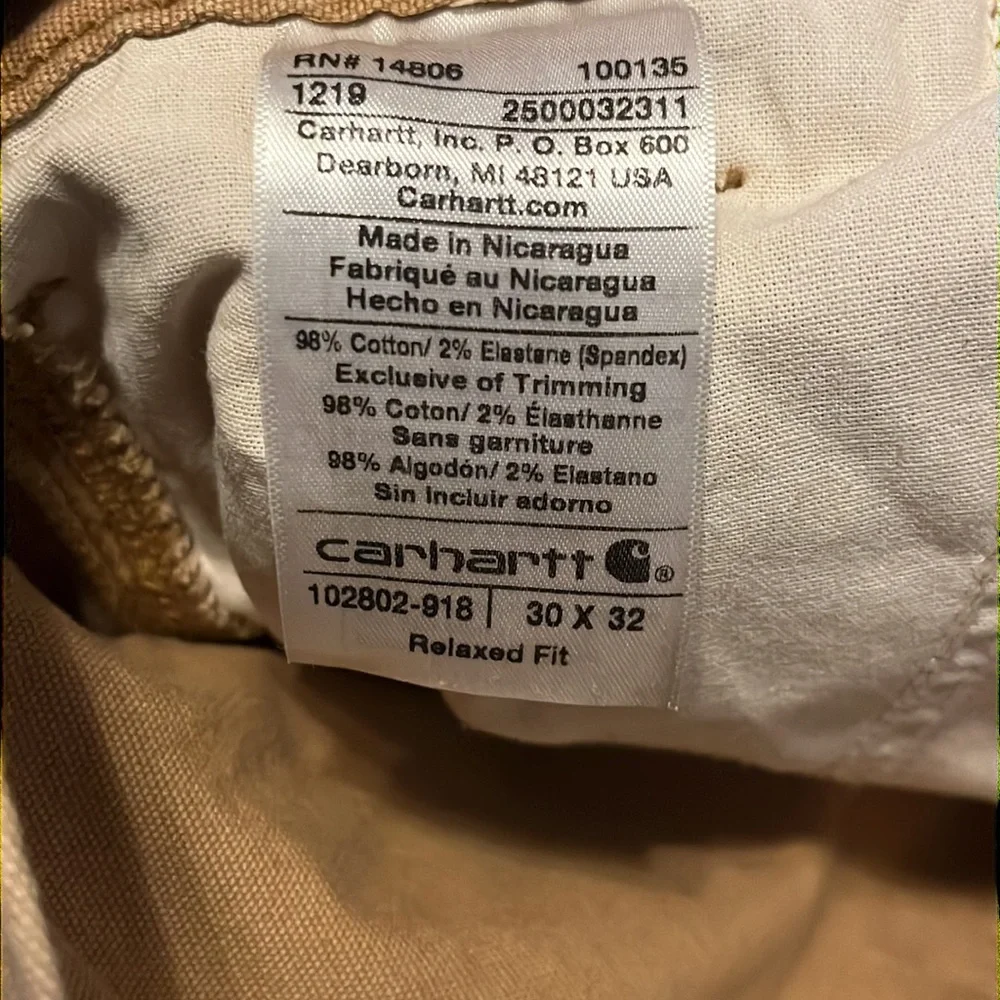 RN# 14806 100135
1219 2500032311
Carhartt, Inc. P. O. Box 600
Dearborn, MI 48121 USA
Carhartt.com
Made in Nicaragua
Fabriqué au Nicaragua
Hecho en Nicaragua
98% Cotton/ 2% Elastane (Spandex)
Exclusive of Trimming
98% Coton/ 2% Élasthanne
Sans garniture
98% Algodón/ 2% Elastano
Sin Incluir adorno
carhartt ®
102802-918 | 30 X 32
Relaxed Fit